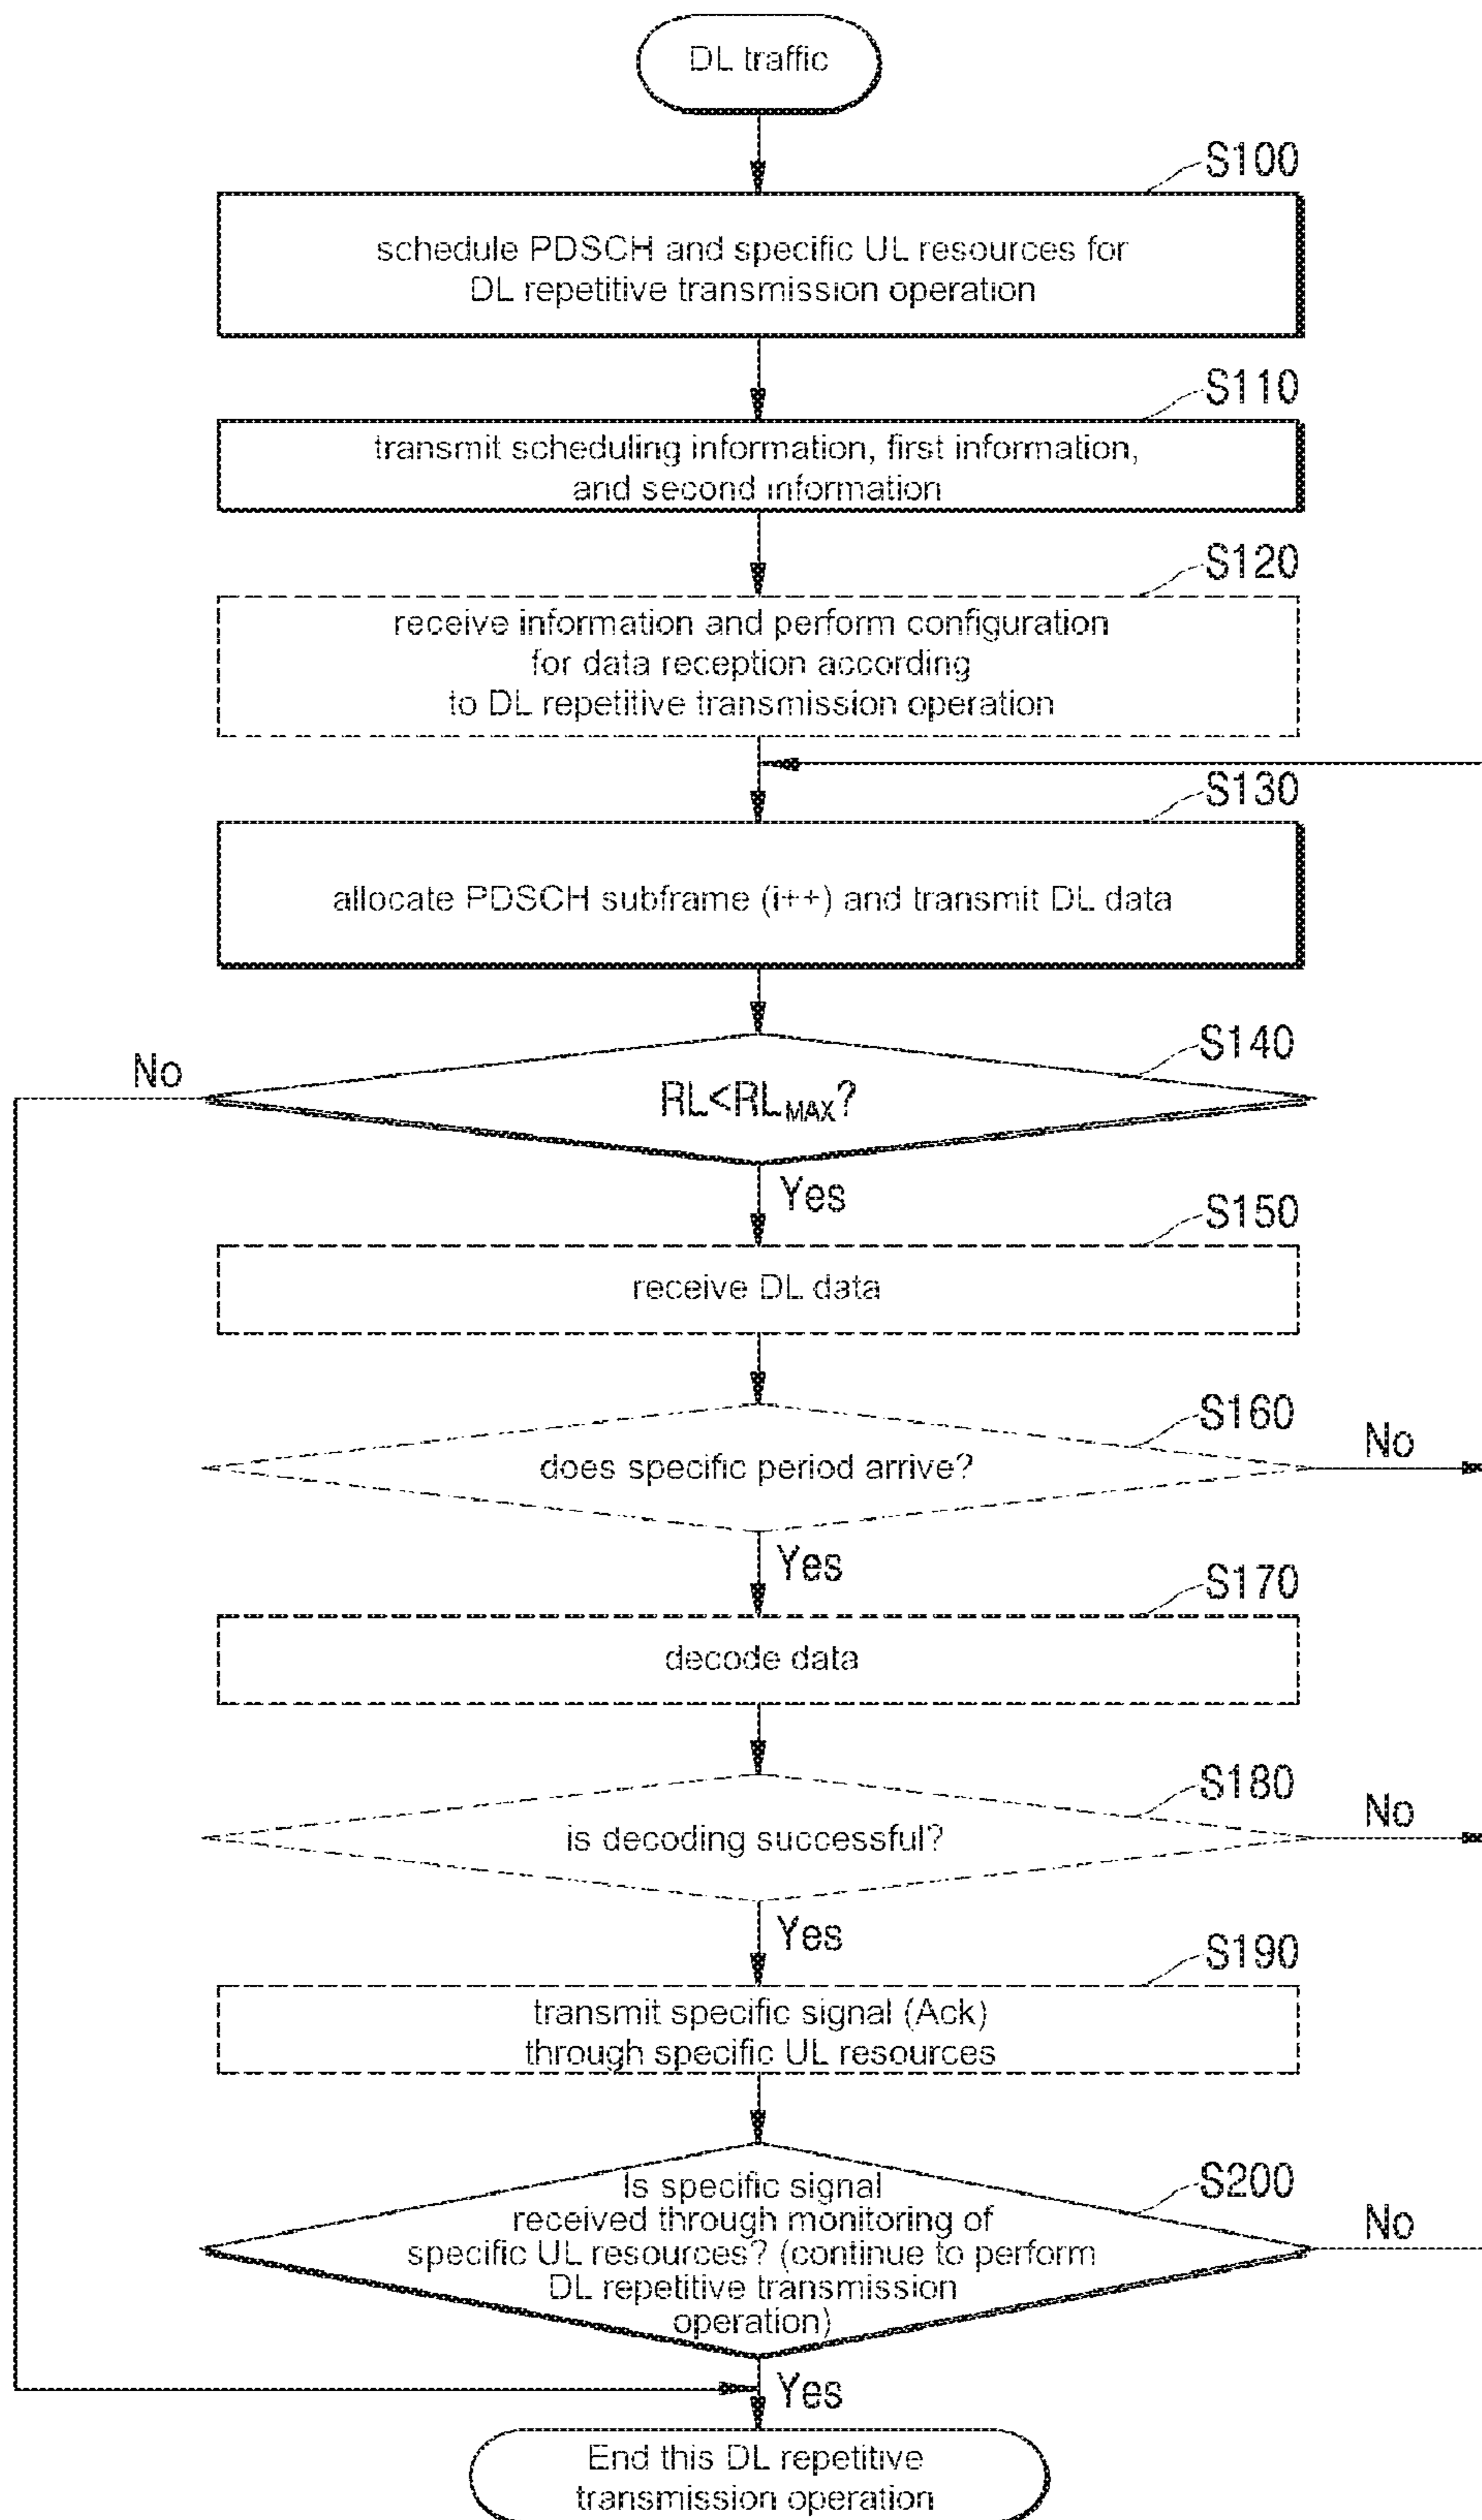 DL traffic
S100
schedule PDSCH and specific UL resources for
DL repetitive transmission operation
S110
transmit scheduling information, first information,
and second information
S120
receive information and perform configuration
for data reception according
to DL repetitive transmission operation
S130
allocate PDSCH subframe (i++) and transmit DL data
S140
No
RL<RLMAX?
Yes
S150
receive DL data
S160
No
does specific period arrive?
Yes
S170
decode data
S180
No
is decoding successful?
Yes
S190
transmit specific signal (Ack)
through specific UL resources
S200
No
Is specific signal
received through monitoring of
specific UL resources? (continue to perform
DL repetitive transmission
operation)
Yes
End this DL repetitive
transmission operation